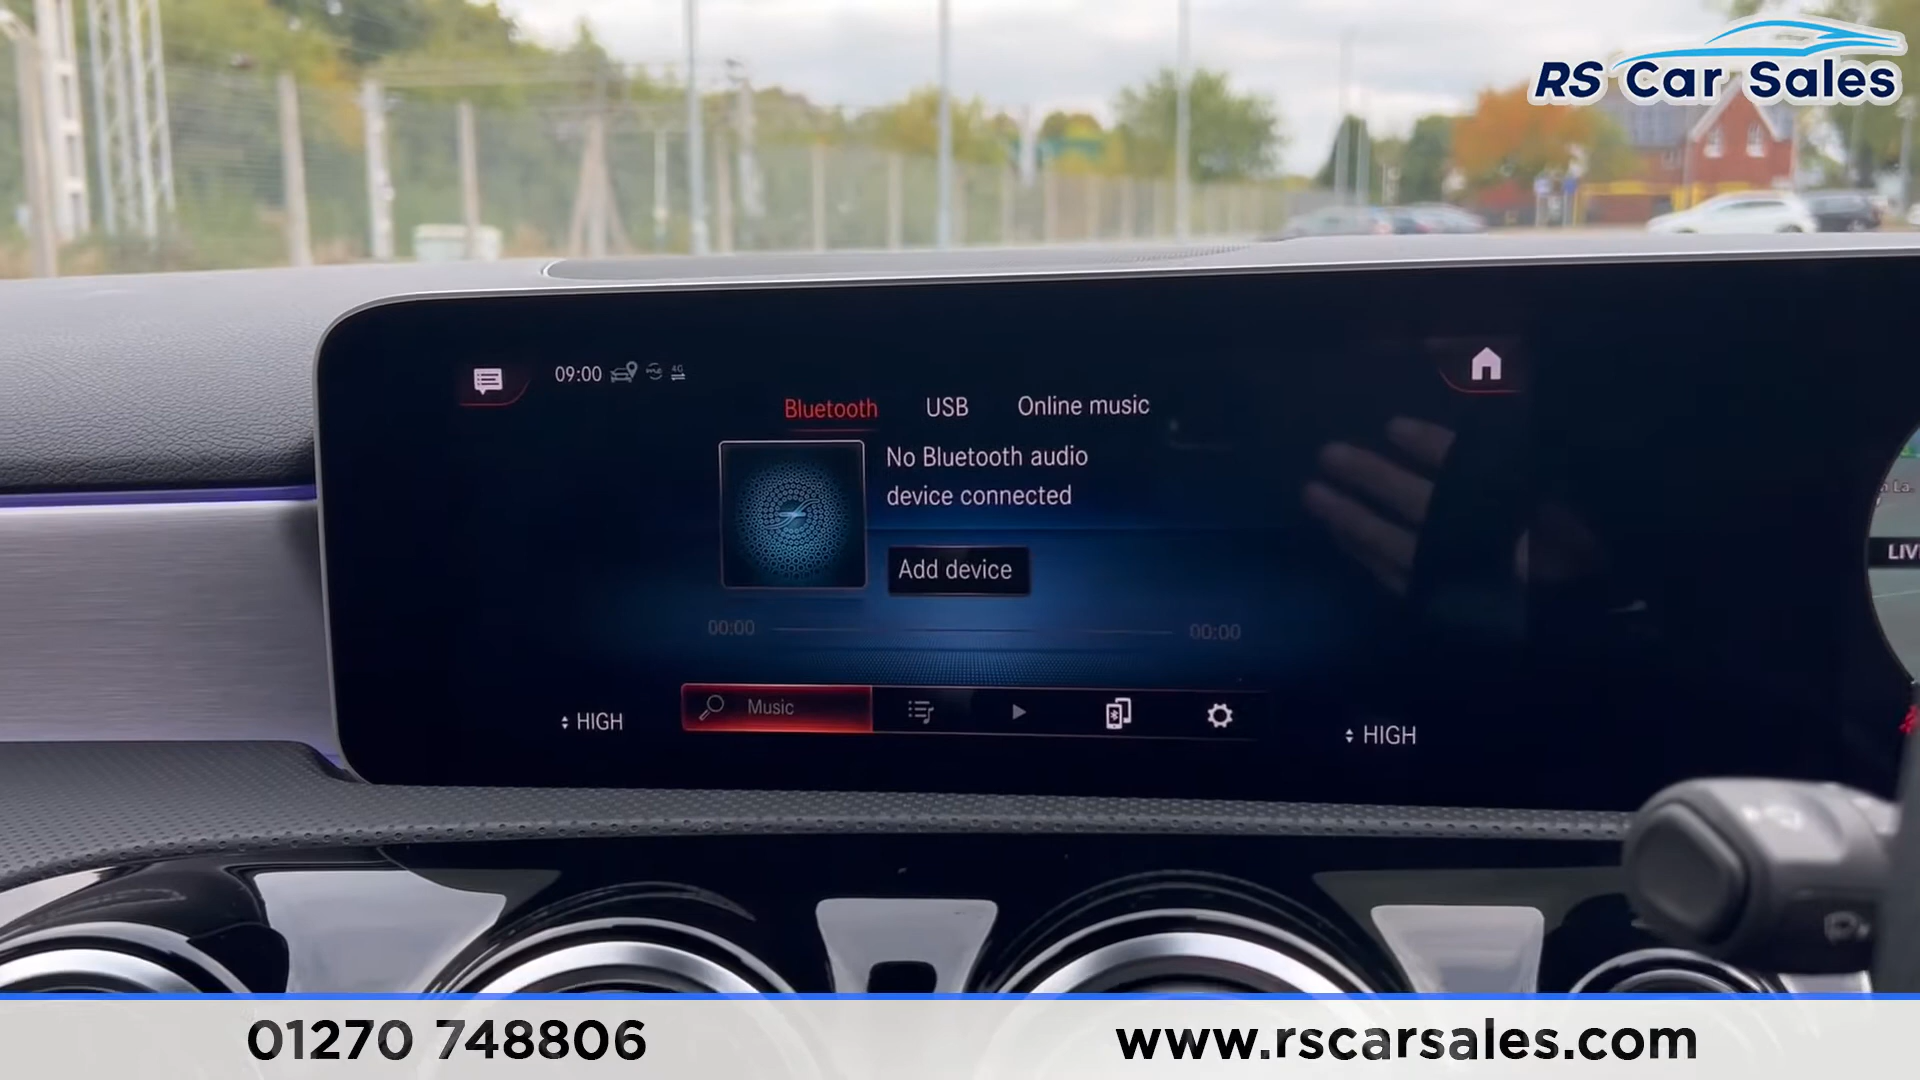 RS Car Sales
09:00
4G
Bluetooth USB Online music
No Bluetooth audio
device connected
Add device
00:00 00:00
HIGH
Music
HIGH
LIV
01270 748806 www.rscarsales.com